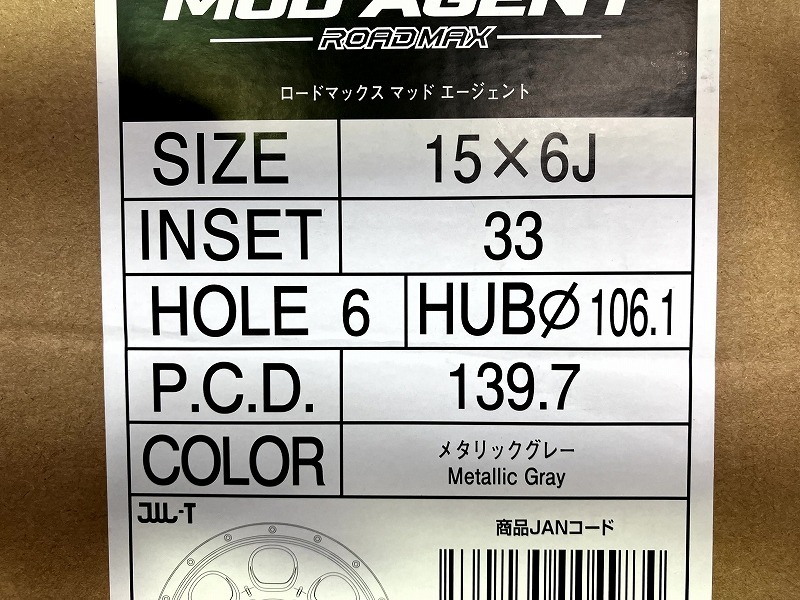 MUD AGENT
ROADMAX
ロードマックス マッド エージェント
SIZE 15×6J
INSET 33
HOLE 6 HUBØ 106.1
P.C.D. 139.7
COLOR メタリックグレー
Metallic Gray
JWL-T
商品JANコード